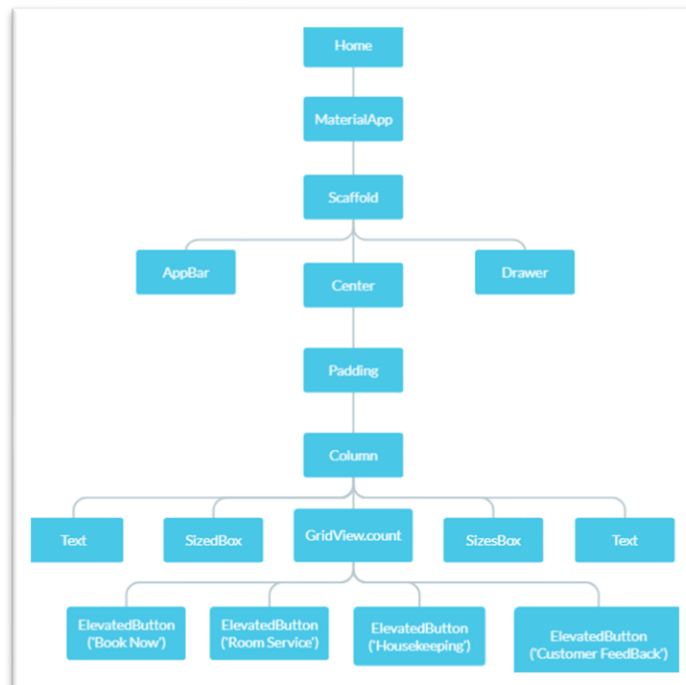 Home
MaterialApp
Scaffold
AppBar
Center
Drawer
Padding
Column
Text
SizedBox
GridView.count
SizesBox
Text
ElevatedButton
('Book Now')
ElevatedButton
('Room Service')
ElevatedButton
('Housekeeping')
ElevatedButton
('Customer FeedBack')